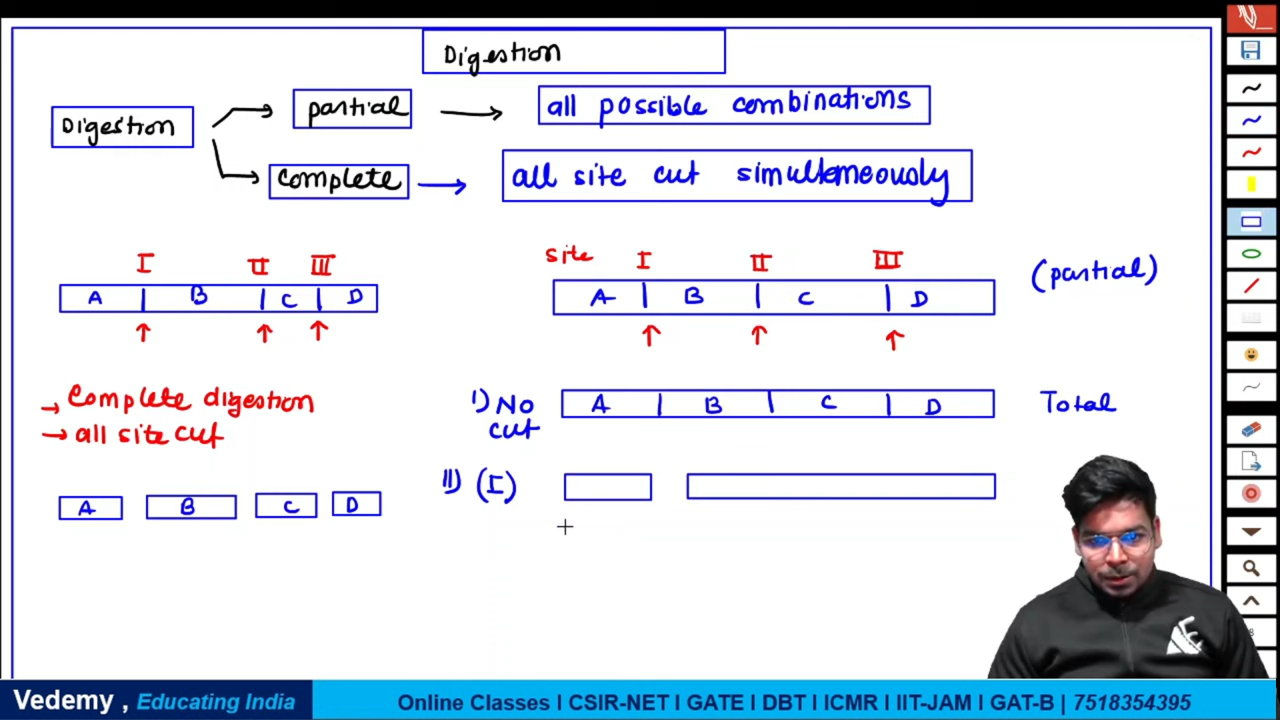 Digestion
Digestion
partial
all possible combinations
complete
all site cut simultemeously
I II III
A B C D
→ Complete digestion
→ all site cut
A B C D
site I II III
A B C D
(partial)
I) No cut
A B C D
Total
II) (I)
Vedemy , Educating India
Online Classes I CSIR-NET I GATE I DBT I ICMR I IIT-JAM I GAT-B | 7518354395